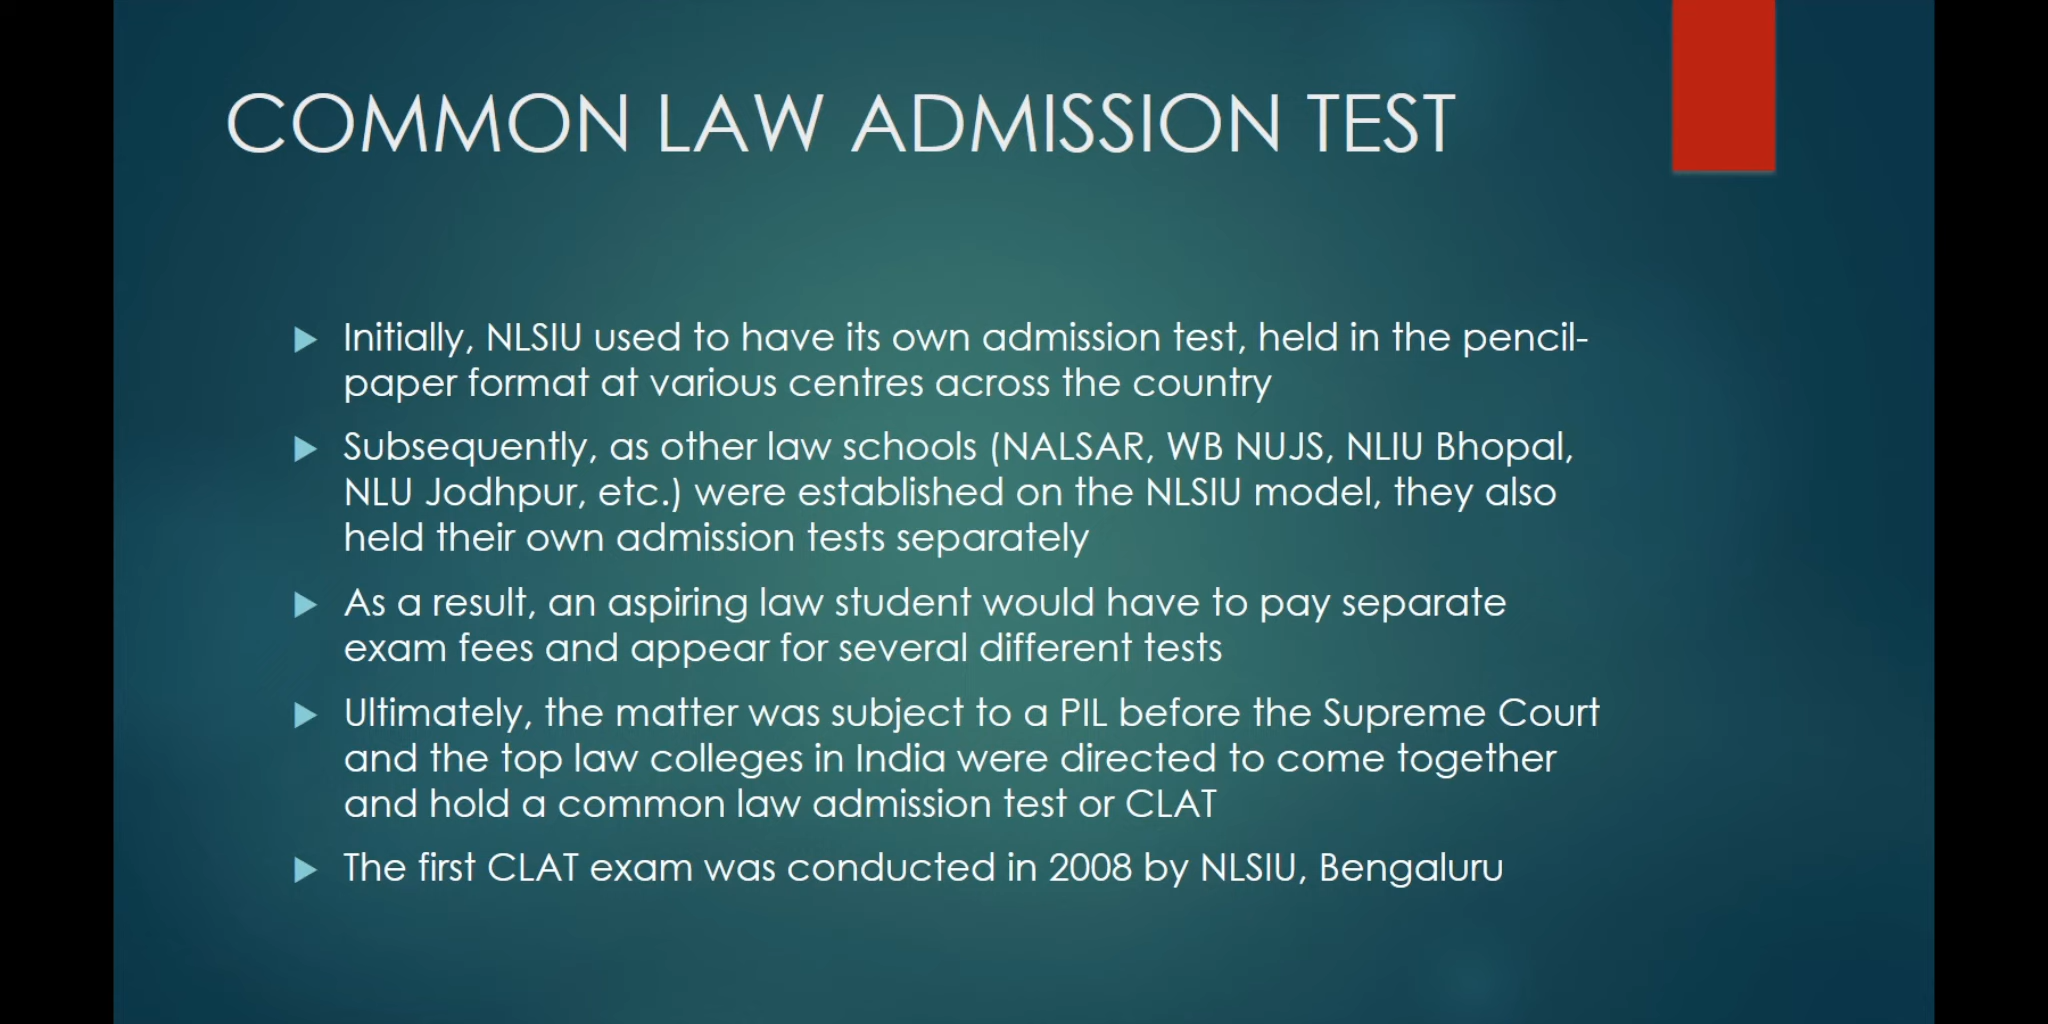 COMMON LAW ADMISSION TEST
Initially, NLSIU used to have its own admission test, held in the pencil-
paper format at various centres across the country
Subsequently, as other law schools (NALSAR, WB NUJS, NLIU Bhopal,
NLU Jodhpur, etc.) were established on the NLSIU model, they also
held their own admission tests separately
As a result, an aspiring law student would have to pay separate
exam fees and appear for several different tests
Ultimately, the matter was subject to a PIL before the Supreme Court
and the top law colleges in India were directed to come together
and hold a common law admission test or CLAT
The first CLAT exam was conducted in 2008 by NLSIU, Bengaluru